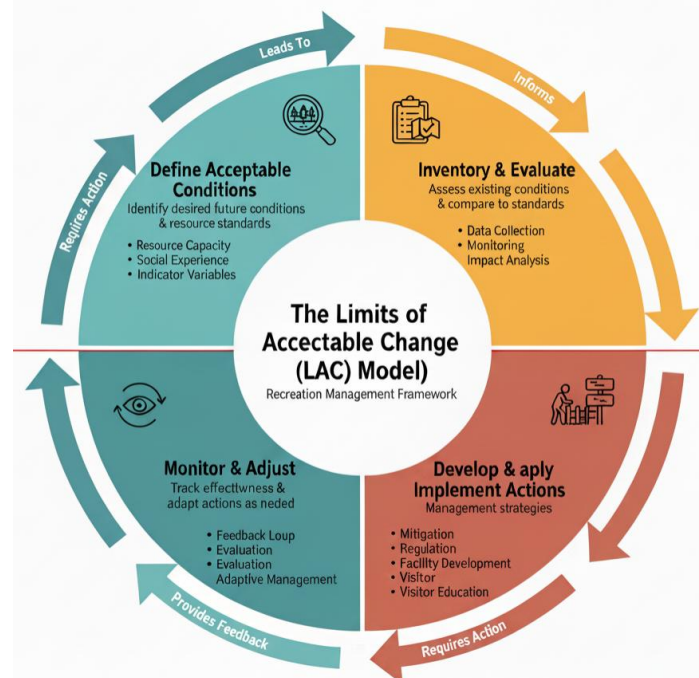 Leads To
Informs
Requires Action
Define Acceptable
Conditions
Identify desired future conditions
& resource standards
• Resource Capacity
• Social Experience
• Indicator Variables
Inventory & Evaluate
Assess existing conditions
& compare to standards
• Data Collection
• Monitoring
Impact Analysis
The Limits of
Accectable Change
(LAC) Model)
Recreation Management Framework
Monitor & Adjust
Track effecttwness &
adapt actions as needed
• Feedback Loup
• Evaluation
• Evaluation
Adaptive Management
Develop & aply
Implement Actions
Management strategies
• Mitigation
• Regulation
• Facility Development
• Visitor
• Visitor Education
Provides Feedback
Requires Action